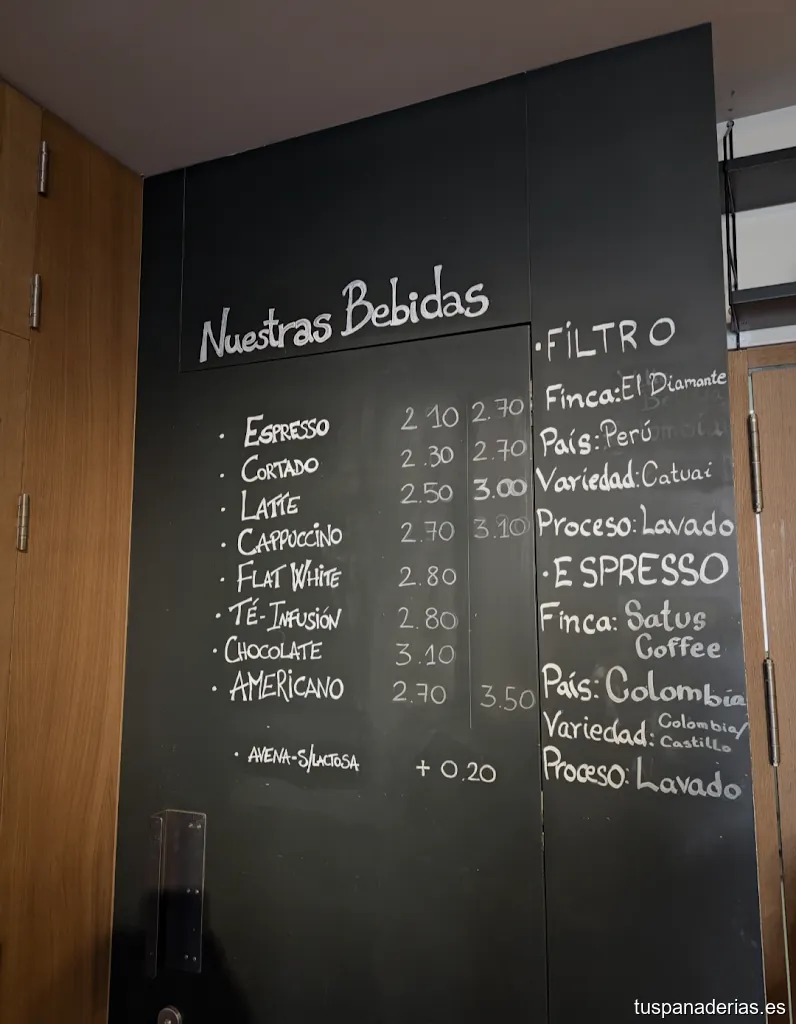 Nuestras Bebidas
· ESPRESSO 2.10 2.70
· CORTADO 2.30 2.70
· LATTE 2.50 3.00
· CAPPUCCINO 2.70 3.10
· FLAT WHITE 2.80
· TÉ-INFUSIÓN 2.80
· CHOCOLATE 3.10
· AMERICANO 2.70 3.50
· AVENA-S/LACTOSA + 0.20
· FILTRO
Finca: El Diamante
País: Perú
Variedad: Catuaí
Proceso: Lavado
· ESPRESSO
Finca: Satus
Coffee
País: Colombia
Variedad: Colombia/
Castillo
Proceso: Lavado
tuspanaderias.es